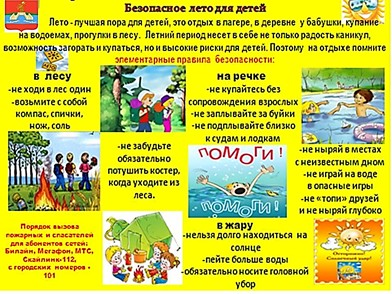 Безопасное лето для детей
Лето - лучшая пора для детей, это отдых в лагере, в деревне у бабушки, купание
на водоемах, прогулки в лесу. Летний период несет в себе не только радость каникул,
возможность загорать и купаться, но и высокие риски для детей. Поэтому на отдыхе помните
элементарные правила безопасности:
в лесу
-не ходи в лес один
-возьмите с собой
компас, спички,
нож, соль
на речке
-не купайтесь без
сопровождения взрослых
-не заплывайте за буйки
-не подплывайте близко
к судам и лодкам
-не забудьте
обязательно
потушить костер,
когда уходите из
леса.
ПОМОГИ!
ПОМОГИ!
-не ныряй в местах
с неизвестным дном
-не играй на воде
в опасные игры
-не «топи» друзей
и не ныряй глубоко
Порядок вызова
пожарных и спасателей
для абонентов сетей:
Билайн, Мегафон, МТС,
Скайлинк-112,
с городских номеров -
101
в жару
-нельзя долго находиться на
солнце
-пейте больше воды
-обязательно носите головной
убор
Осторожно!
Солнечный удар!